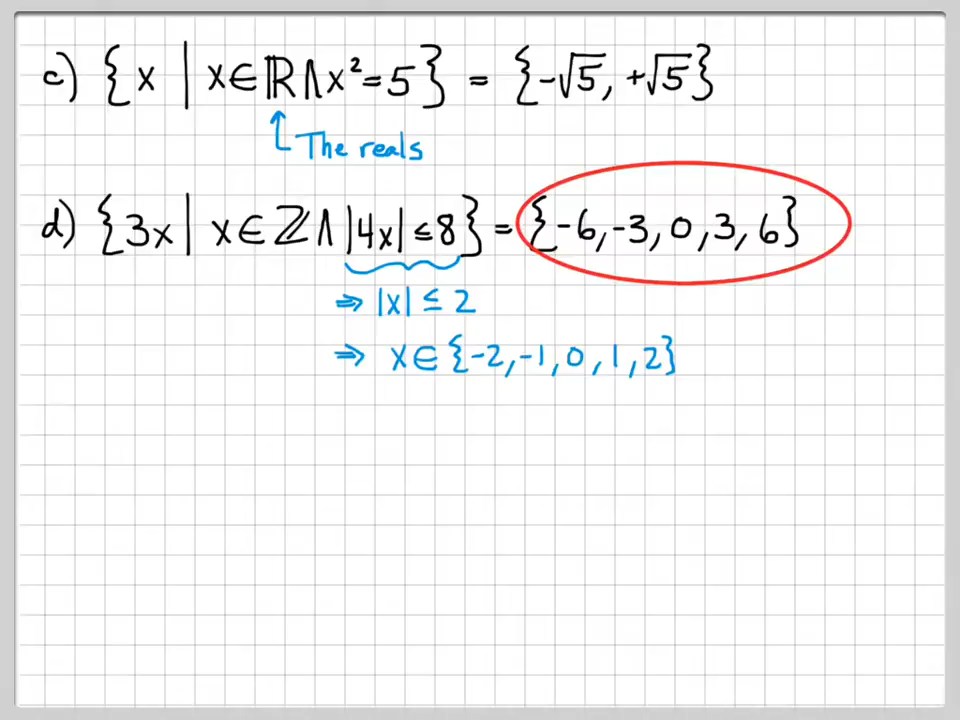 c) {x | x∈ℝ∧x²=5} = {-√5, +√5}
The reals
d) {3x | x∈ℤ∧|4x|≤8} = {-6,-3,0,3,6}
⇒ |x| ≤ 2
⇒ x∈{-2,-1,0,1,2}